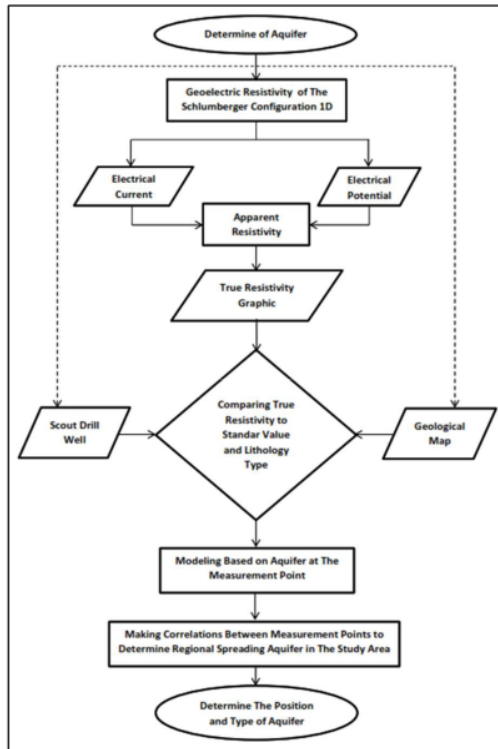 Determine of Aquifer
Geoelectric Resistivity of The
Schlumberger Configuration 1D
Electrical
Current
Electrical
Potential
Apparent
Resistivity
True Resistivity
Graphic
Comparing True
Resistivity to
Standar Value
and Lithology
Type
Scout Drill
Well
Geological
Map
Modeling Based on Aquifer at The
Measurement Point
Making Correlations Between Measurement Points to
Determine Regional Spreading Aquifer in The Study Area
Determine The Position
and Type of Aquifer